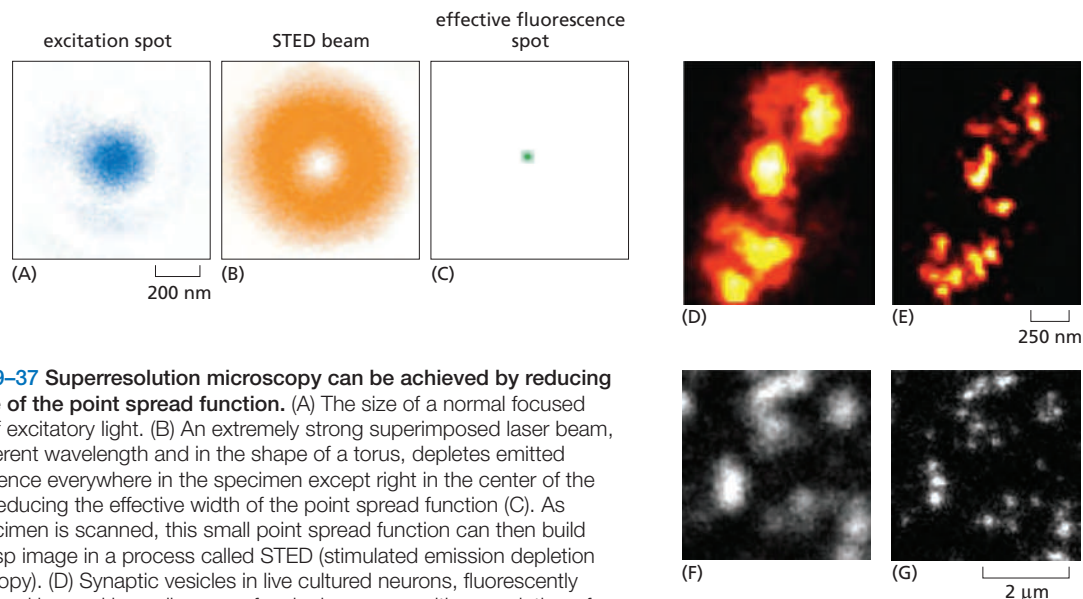 excitation spot
STED beam
effective fluorescence
spot
(A)
200 nm
(B)
(C)
(D)
(E)
250 nm
9–37 Superresolution microscopy can be achieved by reducing
of the point spread function. (A) The size of a normal focused
excitatory light. (B) An extremely strong superimposed laser beam,
erent wavelength and in the shape of a torus, depletes emitted
ence everywhere in the specimen except right in the center of the
educing the effective width of the point spread function (C). As
cimen is scanned, this small point spread function can then build
sp image in a process called STED (stimulated emission depletion
opy). (D) Synaptic vesicles in live cultured neurons, fluorescently
(F)
(G)
2 μm